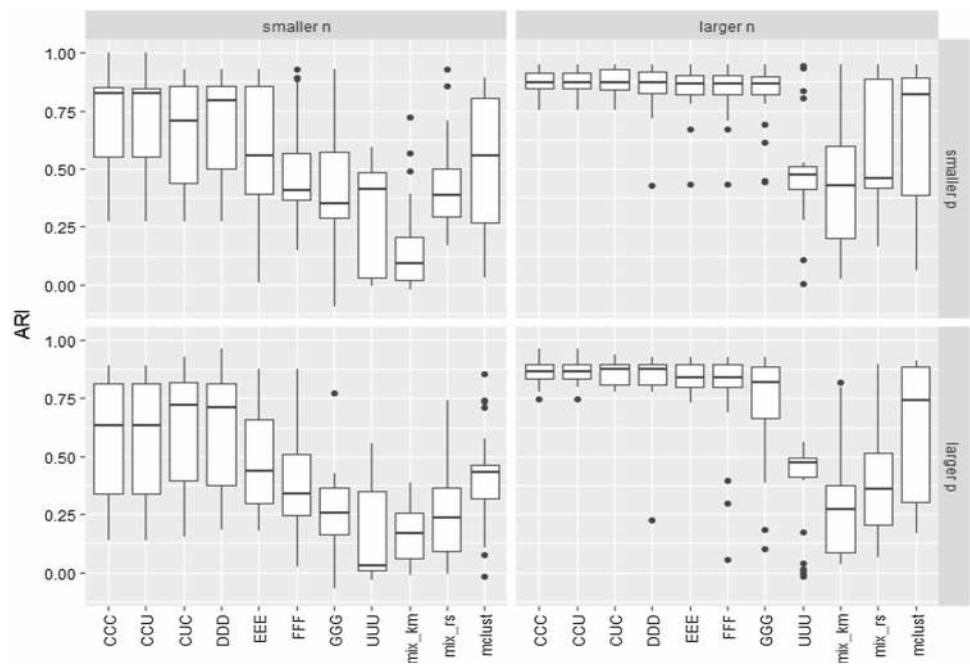 smaller n
larger n
1.00
0.75
0.50
0.25
0.00
smaller p
ARI
1.00
0.75
0.50
0.25
0.00
larger p
CCC
CCU
CUC
DDD
EEE
FFF
GGG
UUU
mix_km
mix_rs
mclust
CCC
CCU
CUC
DDD
EEE
FFF
GGG
UUU
mix_km
mix_rs
mclust